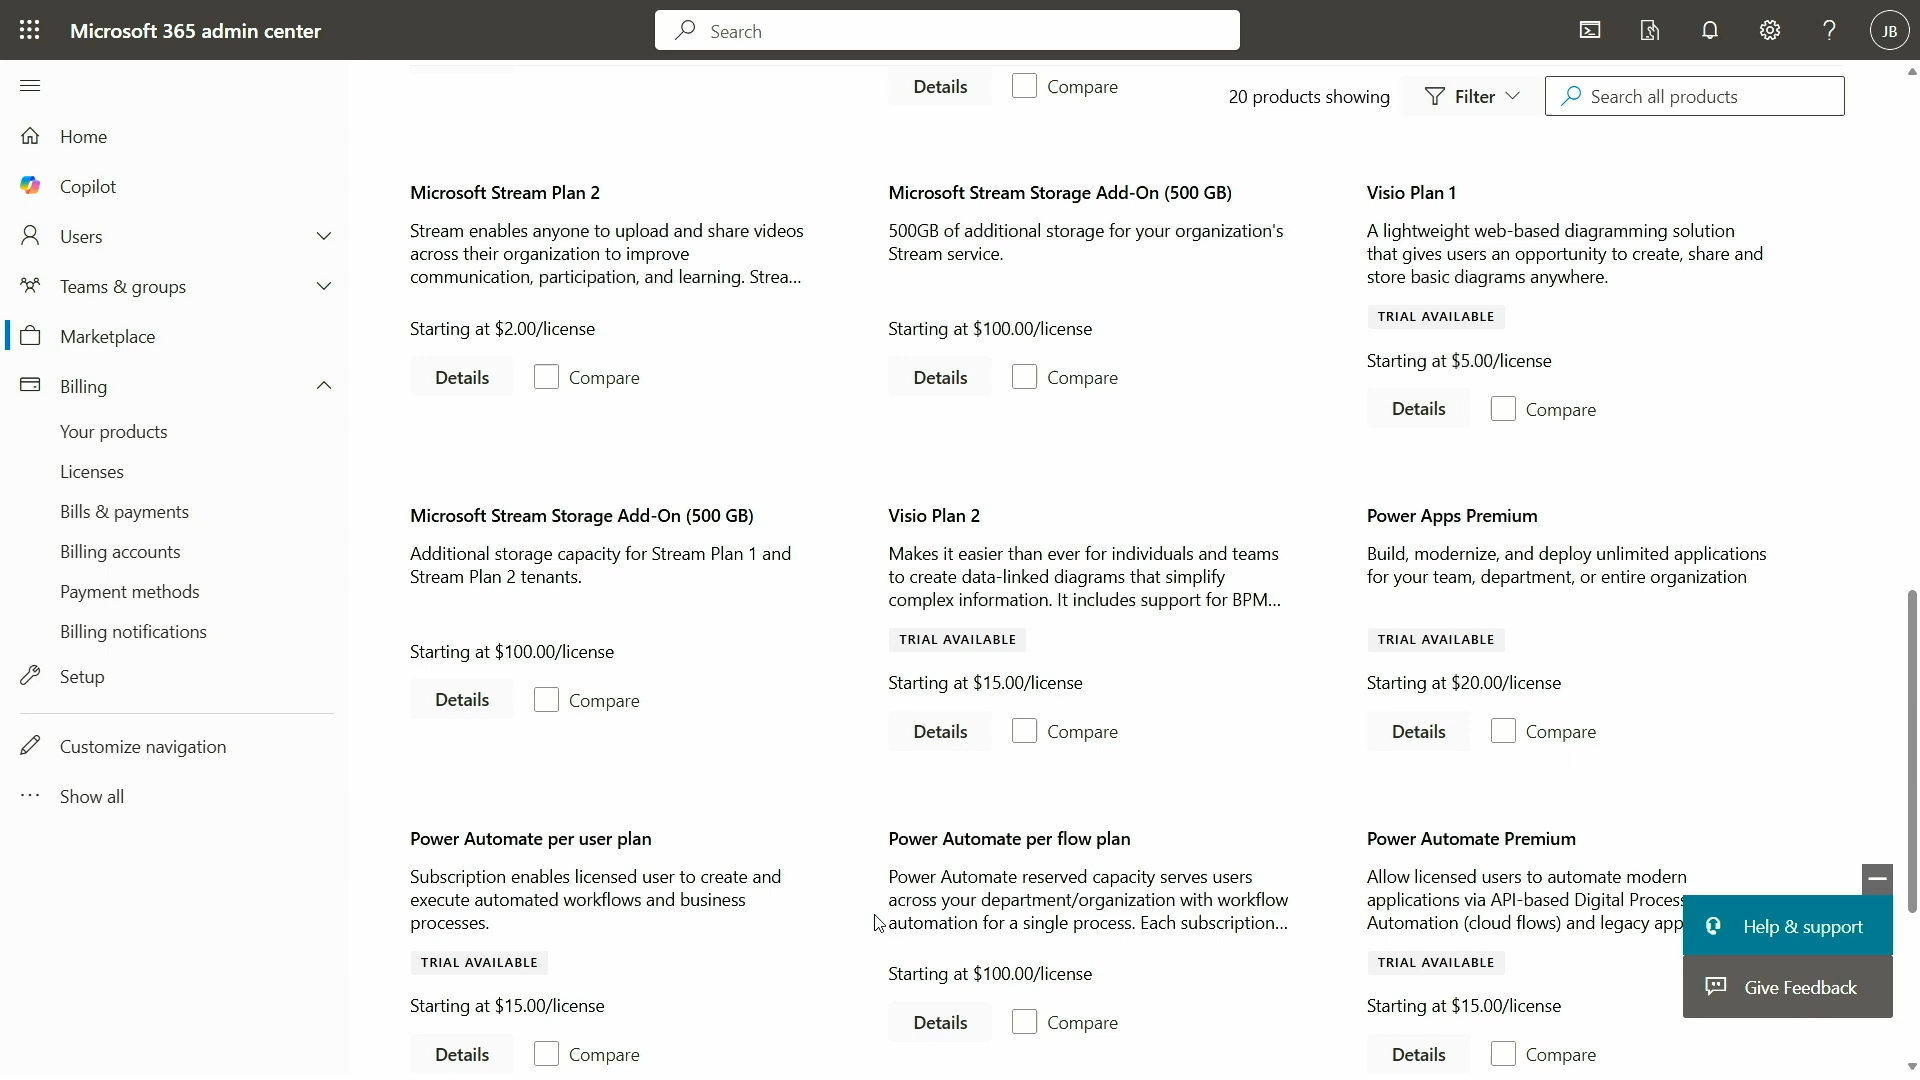 Microsoft 365 admin center
Search
JB
Home
Copilot
Users
Teams & groups
Marketplace
Billing
Your products
Licenses
Bills & payments
Billing accounts
Payment methods
Billing notifications
Setup
Customize navigation
Show all
Details
Compare
20 products showing
Filter
Search all products
Microsoft Stream Plan 2
Stream enables anyone to upload and share videos
across their organization to improve
communication, participation, and learning. Strea...
Starting at $2.00/license
Details
Compare
Microsoft Stream Storage Add-On (500 GB)
500GB of additional storage for your organization's
Stream service.
Starting at $100.00/license
Details
Compare
Visio Plan 1
A lightweight web-based diagramming solution
that gives users an opportunity to create, share and
store basic diagrams anywhere.
TRIAL AVAILABLE
Starting at $5.00/license
Details
Compare
Microsoft Stream Storage Add-On (500 GB)
Additional storage capacity for Stream Plan 1 and
Stream Plan 2 tenants.
Starting at $100.00/license
Details
Compare
Visio Plan 2
Makes it easier than ever for individuals and teams
to create data-linked diagrams that simplify
complex information. It includes support for BPM...
TRIAL AVAILABLE
Starting at $15.00/license
Details
Compare
Power Apps Premium
Build, modernize, and deploy unlimited applications
for your team, department, or entire organization
TRIAL AVAILABLE
Starting at $20.00/license
Details
Compare
Power Automate per user plan
Subscription enables licensed user to create and
execute automated workflows and business
processes.
TRIAL AVAILABLE
Starting at $15.00/license
Details
Compare
Power Automate per flow plan
Power Automate reserved capacity serves users
across your department/organization with workflow
automation for a single process. Each subscription...
Starting at $100.00/license
Details
Compare
Power Automate Premium
Allow licensed users to automate modern
applications via API-based Digital Process
Automation (cloud flows) and legacy app
TRIAL AVAILABLE
Starting at $15.00/license
Details
Compare
Help & support
Give Feedback